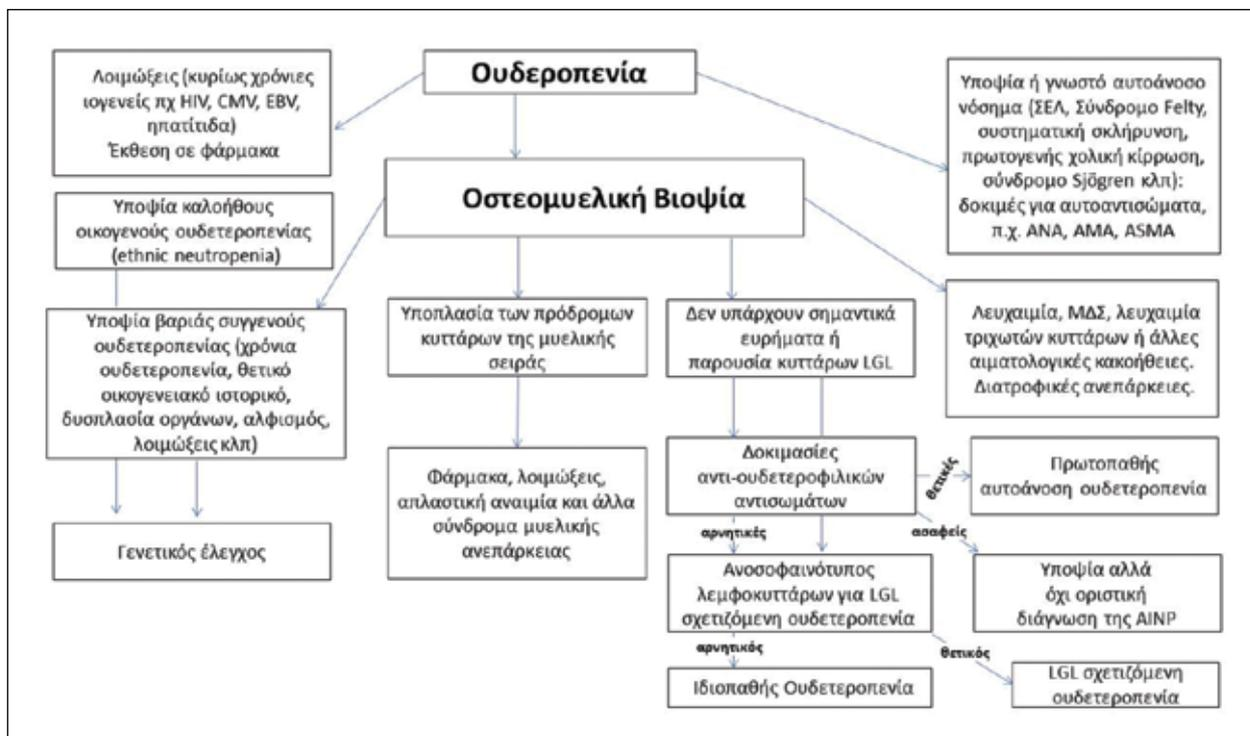 Ουδεροπενία
Λοιμώξεις (κυρίως χρόνιες
ιογενείς πχ HIV, CMV, EBV,
ηπατίτιδα)
Έκθεση σε φάρμακα
Υποψία ή γνωστό αυτοάνοσο
νόσημα (ΣΕΛ, Σύνδρομο Felty,
συστηματική σκλήρυνση,
πρωτογενής χολική κίρρωση,
σύνδρομο Sjögren κλπ):
δοκιμές για αυτοαντισώματα,
π.χ. ANA, AMA, ASMA
Οστεομυελική Βιοψία
Υποψία καλοήθους
οικογενούς ουδετεροπενίας
(ethnic neutropenia)
Υποψία βαριάς συγγενούς
ουδετεροπενίας (χρόνια
ουδετεροπενία, θετικό
οικογενειακό ιστορικό,
δυσπλασία οργάνων, αλφισμός,
λοιμώξεις κλπ)
Γενετικός έλεγχος
Υποπλασία των πρόδρομων
κυττάρων της μυελικής
σειράς
Φάρμακα, λοιμώξεις,
απλαστική αναιμία και άλλα
σύνδρομα μυελικής
ανεπάρκειας
Δεν υπάρχουν σημαντικά
ευρήματα ή
παρουσία κυττάρων LGL
Λευχαιμία, ΜΔΣ, λευχαιμία
τριχωτών κυττάρων ή άλλες
αιματολογικές κακοήθειες.
Διατροφικές ανεπάρκειες.
Δοκιμασίες
αντι-ουδετεροφιλικών
αντισωμάτων
θετικές
Πρωτοπαθής
αυτοάνοση ουδετεροπενία
αρνητικές
ασαφείς
Ανοσοφαινότυπος
λεμφοκυττάρων για LGL
σχετιζόμενη ουδετεροπενία
Υποψία αλλά
όχι οριστική
διάγνωση της AINP
αρνητικός
θετικός
Ιδιοπαθής Ουδετεροπενία
LGL σχετιζόμενη
ουδετεροπενία